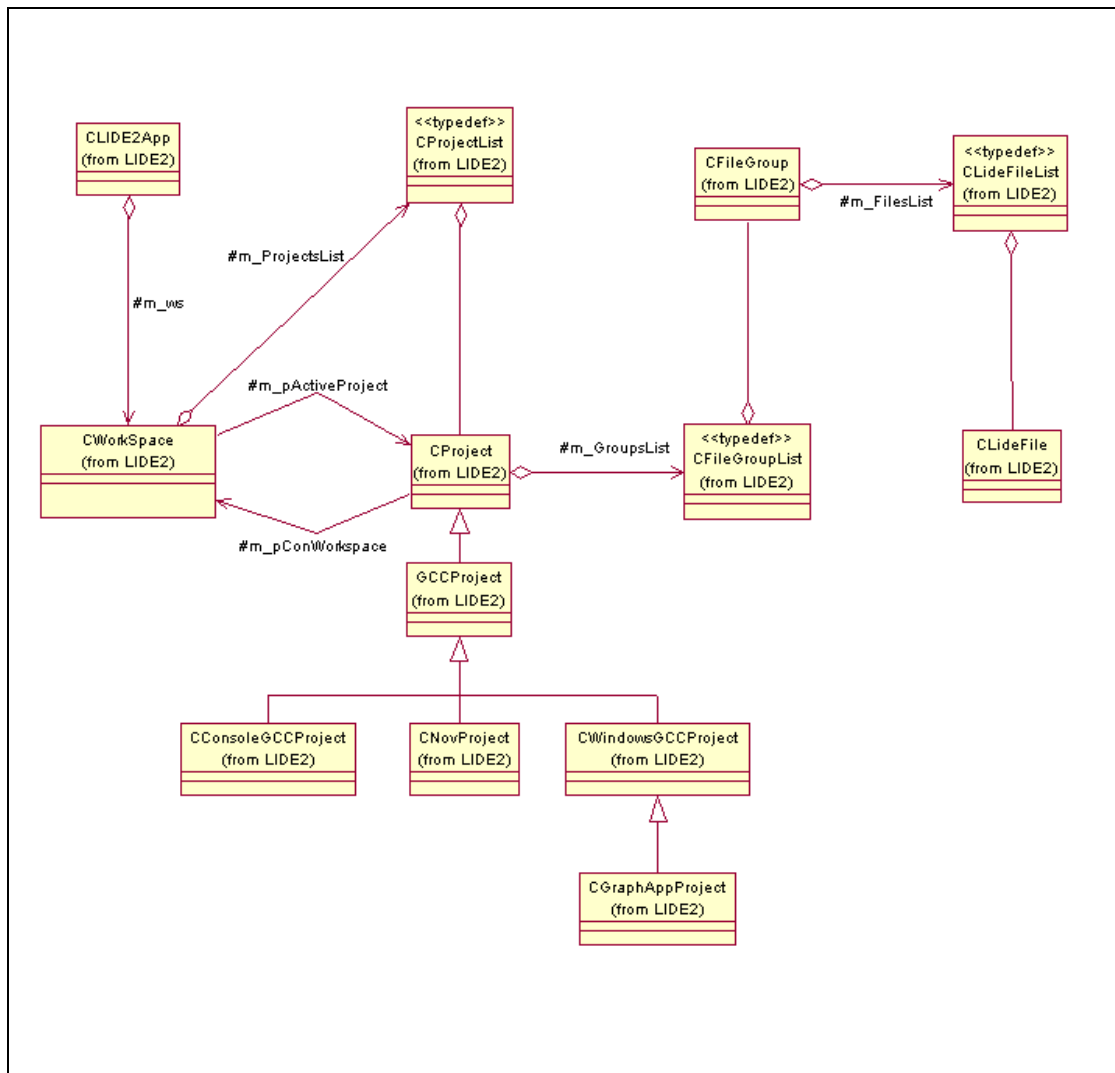 CLIDE2App
(from LIDE2)
<<typedef>>
CProjectList
(from LIDE2)
CFileGroup
(from LIDE2)
<<typedef>>
CLideFileList
(from LIDE2)
#m_FilesList
#m_ProjectsList
#m_ws
#m_pActiveProject
CWorkSpace
(from LIDE2)
CProject
(from LIDE2)
#m_GroupsList
<<typedef>>
CFileGroupList
(from LIDE2)
CLideFile
(from LIDE2)
#m_pConWorkspace
GCCProject
(from LIDE2)
CConsoleGCCProject
(from LIDE2)
CNovProject
(from LIDE2)
CWindowsGCCProject
(from LIDE2)
CGraphAppProject
(from LIDE2)